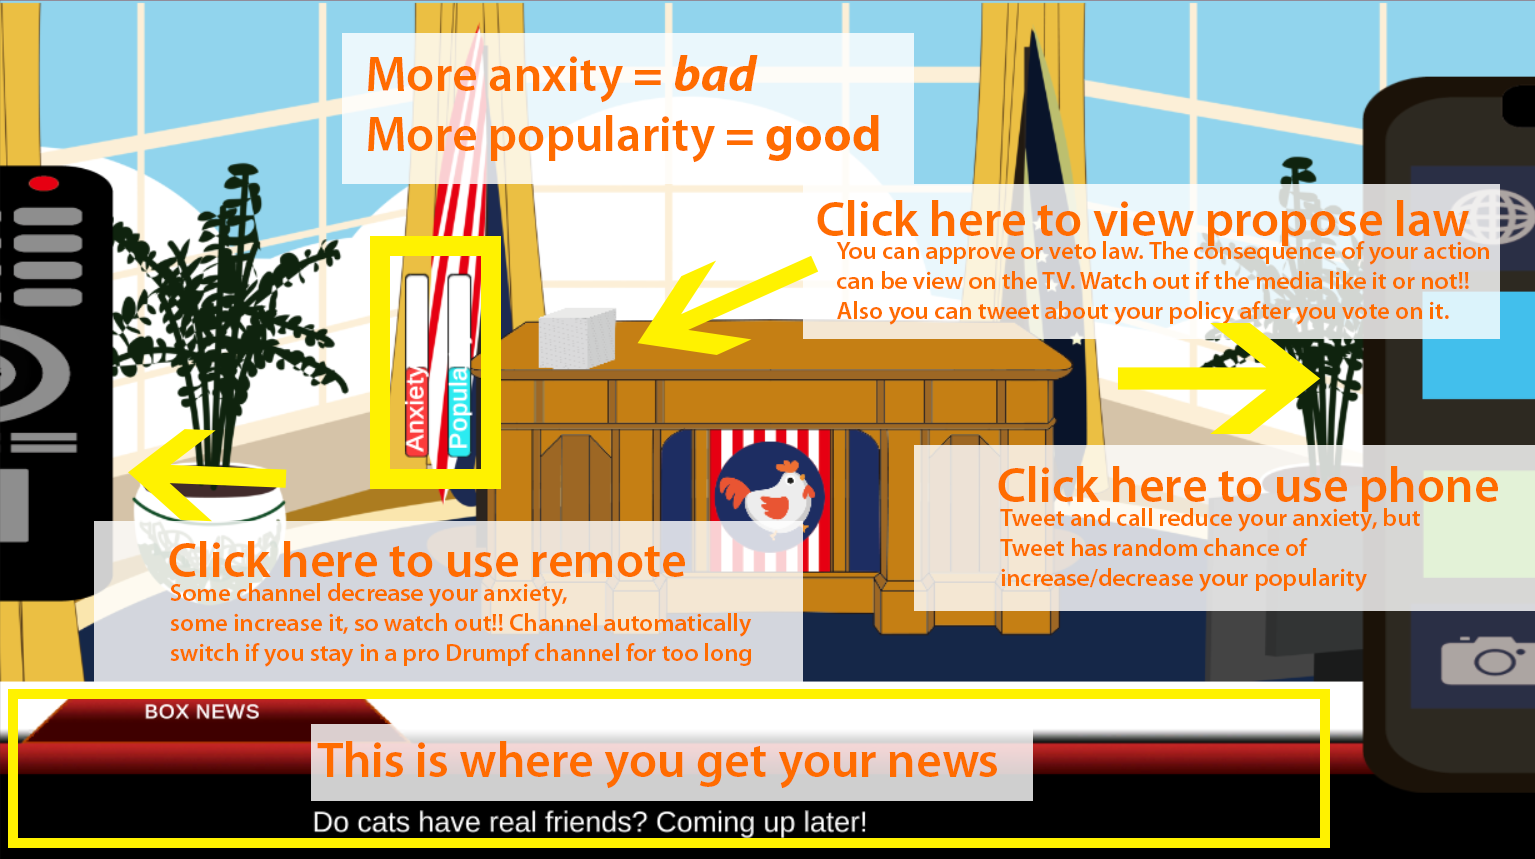 More anxity = bad
More popularity = good
Click here to view propose law
You can approve or veto law. The consequence of your action
can be view on the TV. Watch out if the media like it or not!!
Also you can tweet about your policy after you vote on it.
Anxiety
Popula
Click here to use phone
Tweet and call reduce your anxiety, but
Tweet has random chance of
increase/decrease your popularity
Click here to use remote
Some channel decrease your anxiety,
some increase it, so watch out!! Channel automatically
switch if you stay in a pro Drumpf channel for too long
BOX NEWS
This is where you get your news
Do cats have real friends? Coming up later!